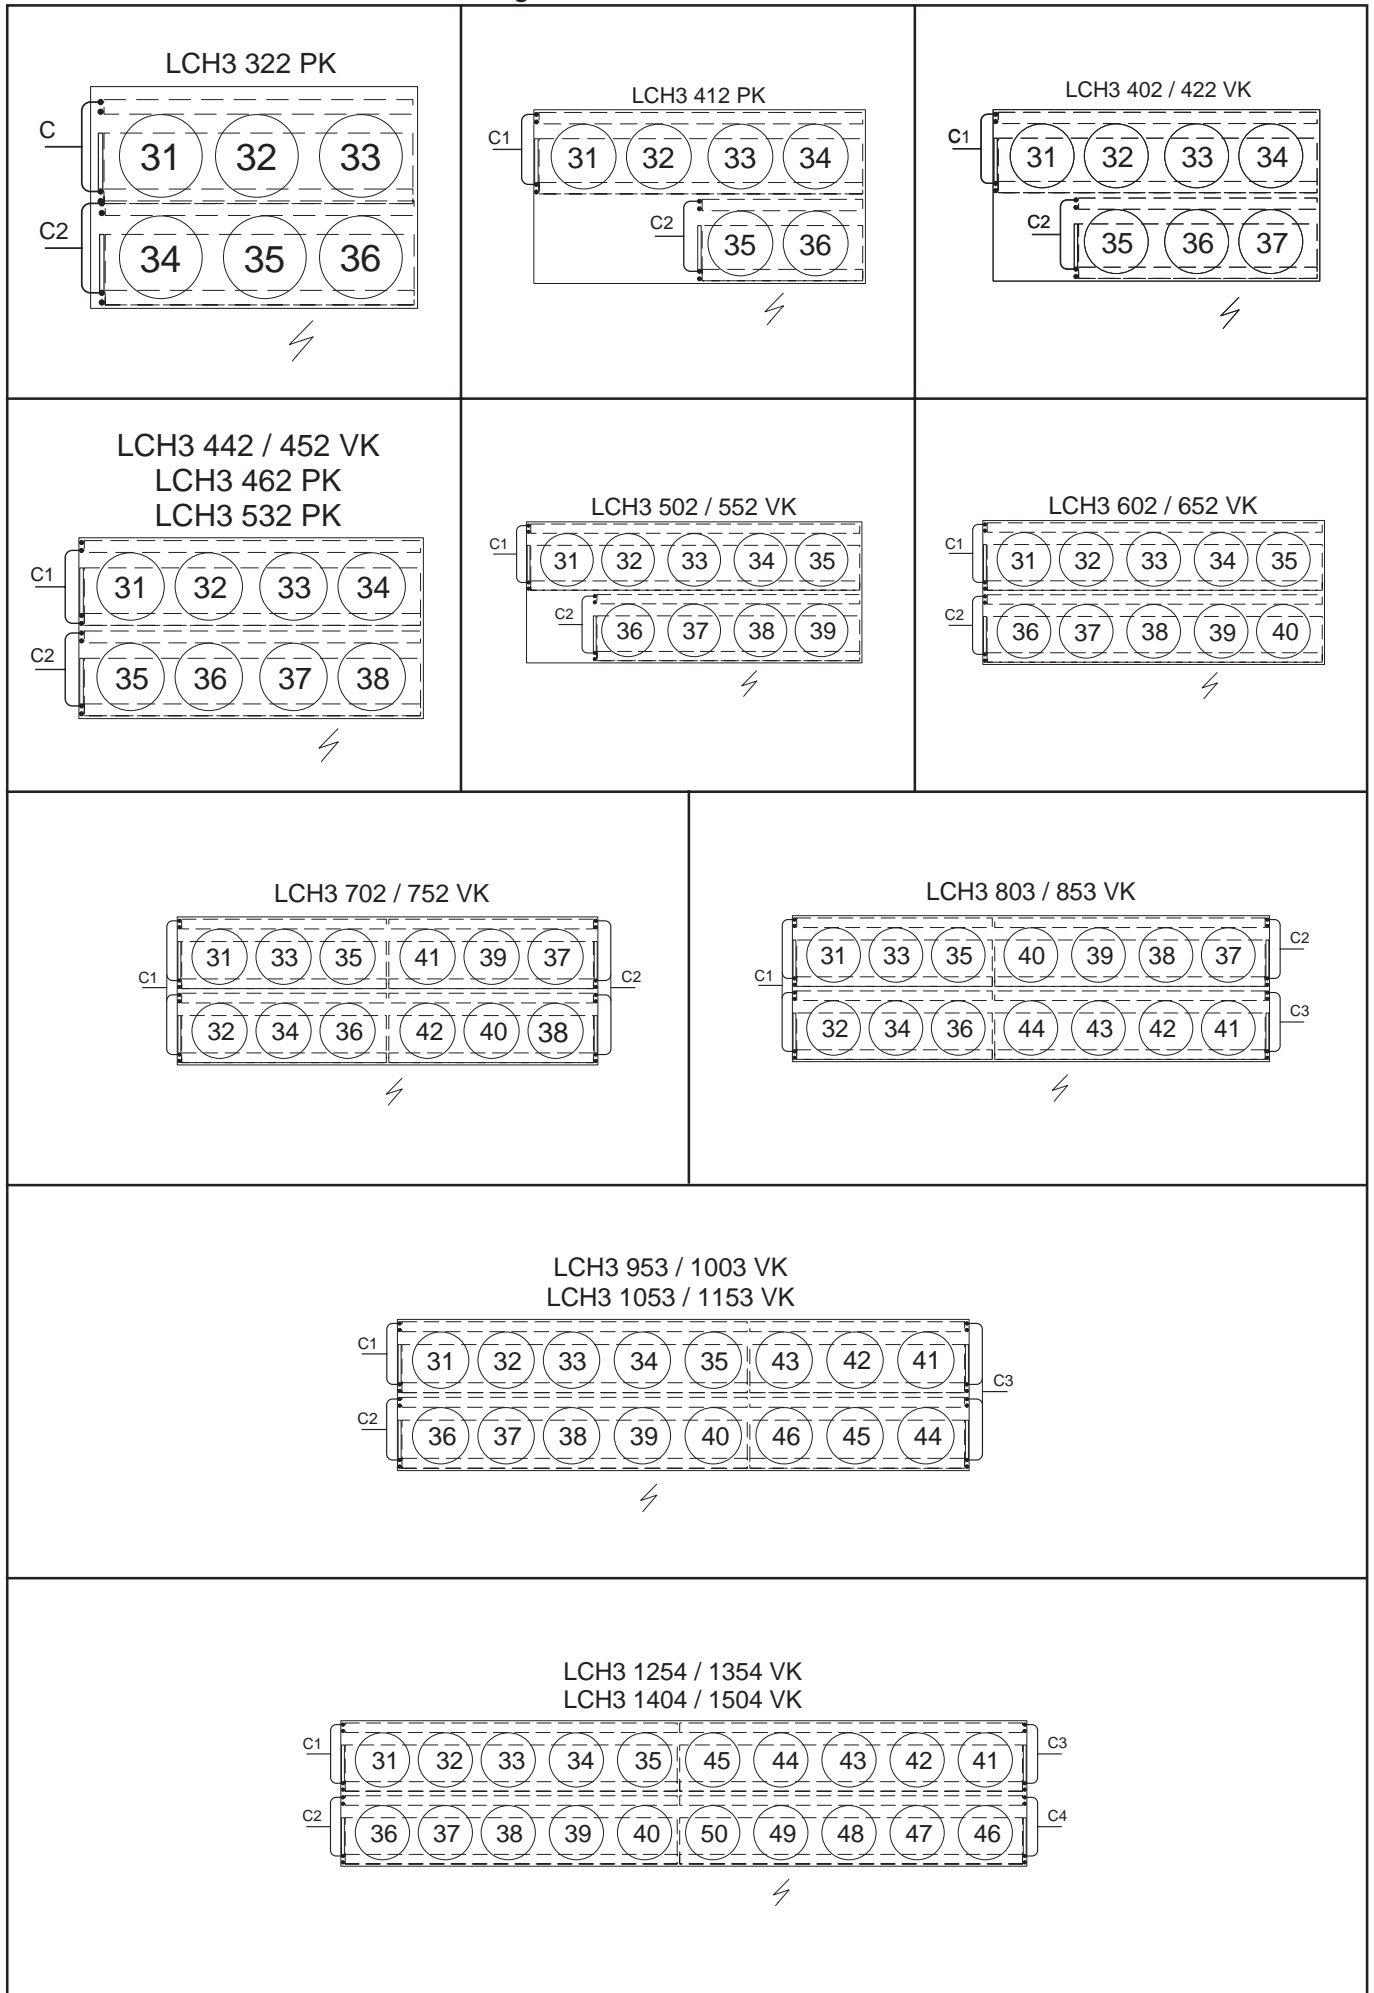 g
LCH3 322 PK
C
31 32 33
C2
34 35 36
LCH3 412 PK
C1
31 32 33 34
C2
35 36
LCH3 402 / 422 VK
C1
31 32 33 34
C2
35 36 37
LCH3 442 / 452 VK
LCH3 462 PK
LCH3 532 PK
C1
31 32 33 34
C2
35 36 37 38
LCH3 502 / 552 VK
C1
31 32 33 34 35
C2
36 37 38 39
LCH3 602 / 652 VK
C1
31 32 33 34 35
C2
36 37 38 39 40
LCH3 702 / 752 VK
31 33 35 41 39 37
C1 C2
32 34 36 42 40 38
LCH3 803 / 853 VK
31 33 35 40 39 38 37 C2
C1
32 34 36 44 43 42 41 C3
LCH3 953 / 1003 VK
LCH3 1053 / 1153 VK
C1
31 32 33 34 35 43 42 41
C3
C2
36 37 38 39 40 46 45 44
LCH3 1254 / 1354 VK
LCH3 1404 / 1504 VK
C1 C3
31 32 33 34 35 45 44 43 42 41
C2 C4
36 37 38 39 40 50 49 48 47 46